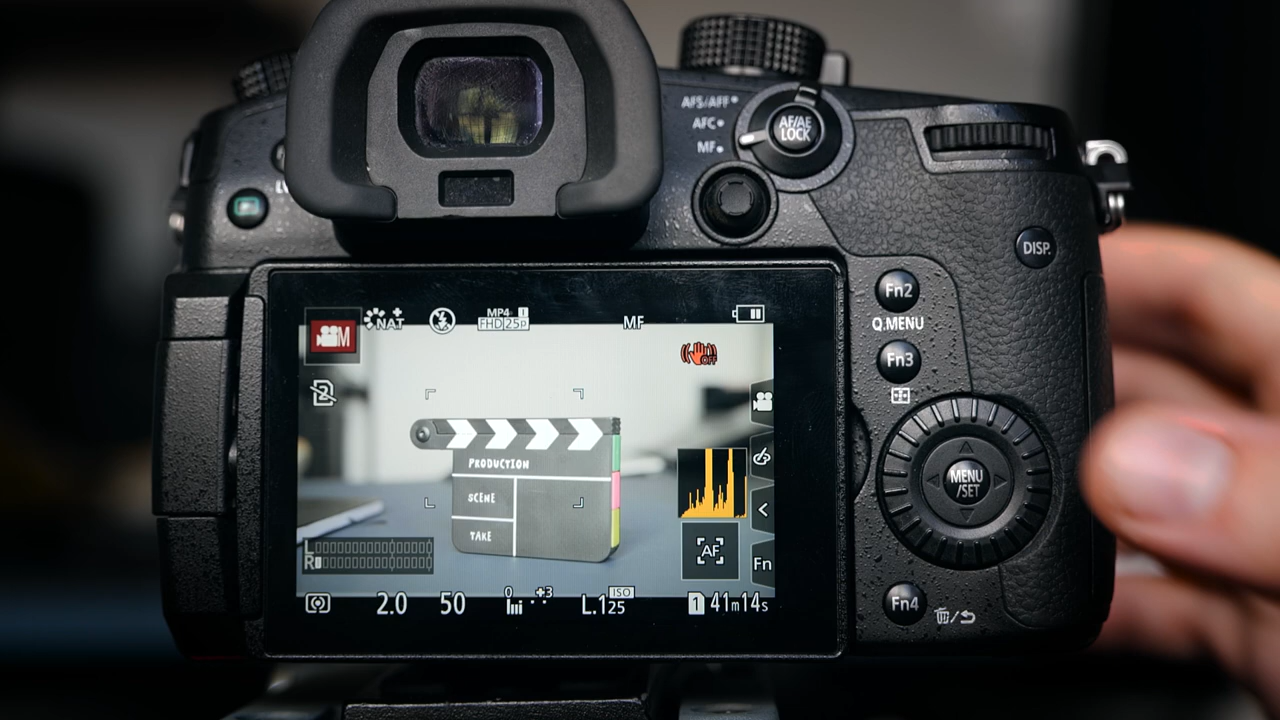 AFS/AFF
AFC
MF
AF/AE
LOCK
DISP.
Fn2
Q.MENU
Fn3
MENU
/SET
Fn4
M
NAT
MP4
FHD 25p
MF
OFF
PRODUCTION
SCENE
TAKE
AF
Fn
L
R
2.0
50
0
+3
L.125
ISO
1 41m14s